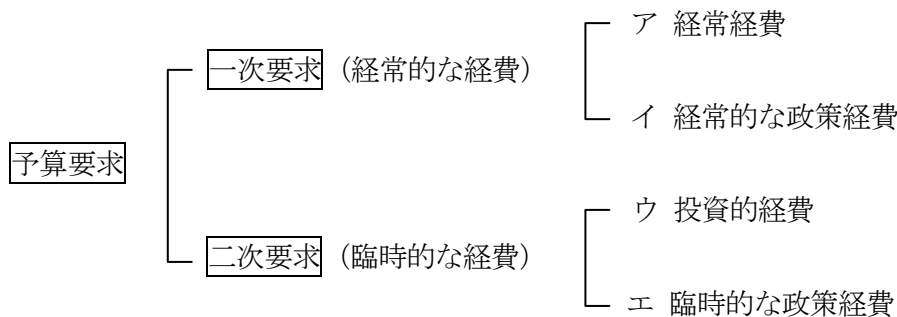 ア 経常経費
一次要求 (経常的な経費)
イ 経常的な政策経費
予算要求
ウ 投資的経費
二次要求 (臨時的な経費)
エ 臨時的な政策経費